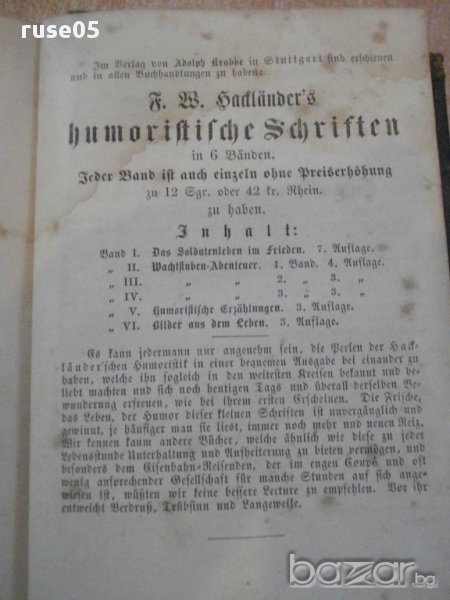 ruse05
Im Verlag von Adolph Krabbe in Stuttgart sind erschienen
und in allen Buchhandlungen zu haben:
F. W. Hackländer's
humoristische Schriften
in 6 Bänden.
Jeder Band ist auch einzeln ohne Preiserhöhung
zu 12 Sgr. oder 42 kr. Rhein.
zu haben.
Inhalt:
Band I. Das Soldatenleben im Frieden. 7. Auflage.
„ II. Wachtstuben-Abenteuer. 1. Band. 4. Auflage.
„ III. „ „ 2. „ 3. „
„ IV. „ „ 3. „ 3. „
„ V. Humoristische Erzählungen. 3. Auflage.
„ VI. Bilder aus dem Leben. 3. Auflage.
Es kann jedermann nur angenehm sein, die Perlen der Hack-
länder'schen Humoristik in einer bequemen Ausgabe bei einander zu
haben, welche ihn sogleich in den weitesten Kreisen bekannt und be-
liebt machten und sich noch heutigen Tags und überall derselben Be-
wunderung erfreuen, wie bei ihrem ersten Erscheinen. Die Frische,
das Leben, der Humor dieser kleinen Schriften ist unvergänglich und
gewinnt, je häufiger man sie liest, immer noch mehr und neuen Reiz.
Wir kennen kaum andere Bücher, welche ähnlich wie diese zu jeder
Lebensstunde Unterhaltung und Aufheiterung zu bieten vermögen, und
besonders dem Eisenbahn-Reisenden, der im engen Coupé und oft
wenig ansprechender Gesellschaft für manche Stunden auf sich ange-
wiesen ist, wüßten wir keine bessere Lecture zu empfehlen. Vor ihr
entweicht Verdruß, Trübsinn und Langeweile.
bazar.bg